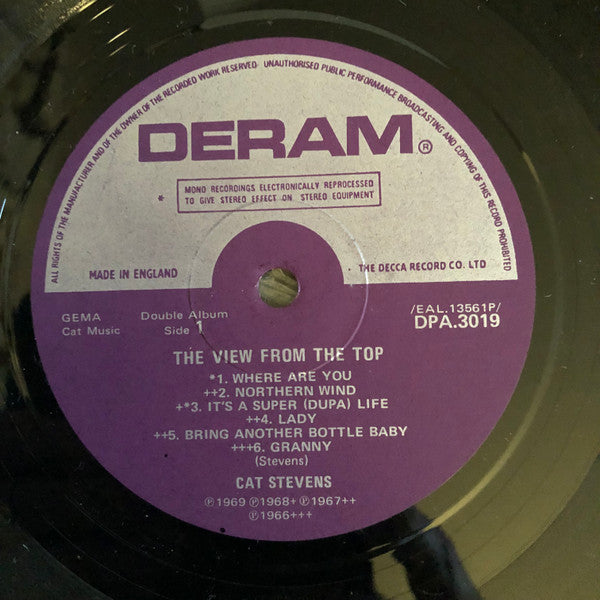 ALL RIGHTS OF THE MANUFACTURER AND OF THE OWNER OF THE RECORDED WORK RESERVED · UNAUTHORISED PUBLIC PERFORMANCE BROADCASTING AND COPYING OF THIS RECORD PROHIBITED
DERAM®
* MONO RECORDINGS ELECTRONICALLY REPROCESSED
TO GIVE STEREO EFFECT ON STEREO EQUIPMENT
MADE IN ENGLAND · THE DECCA RECORD CO. LTD
GEMA Double Album /EAL.13561P/
Cat Music Side 1 DPA.3019
THE VIEW FROM THE TOP
*1. WHERE ARE YOU
++2. NORTHERN WIND
+*3. IT'S A SUPER (DUPA) LIFE
++4. LADY
++5. BRING ANOTHER BOTTLE BABY
+++6. GRANNY
(Stevens)
CAT STEVENS
℗1969 ℗1968+ ℗1967++
℗1966+++